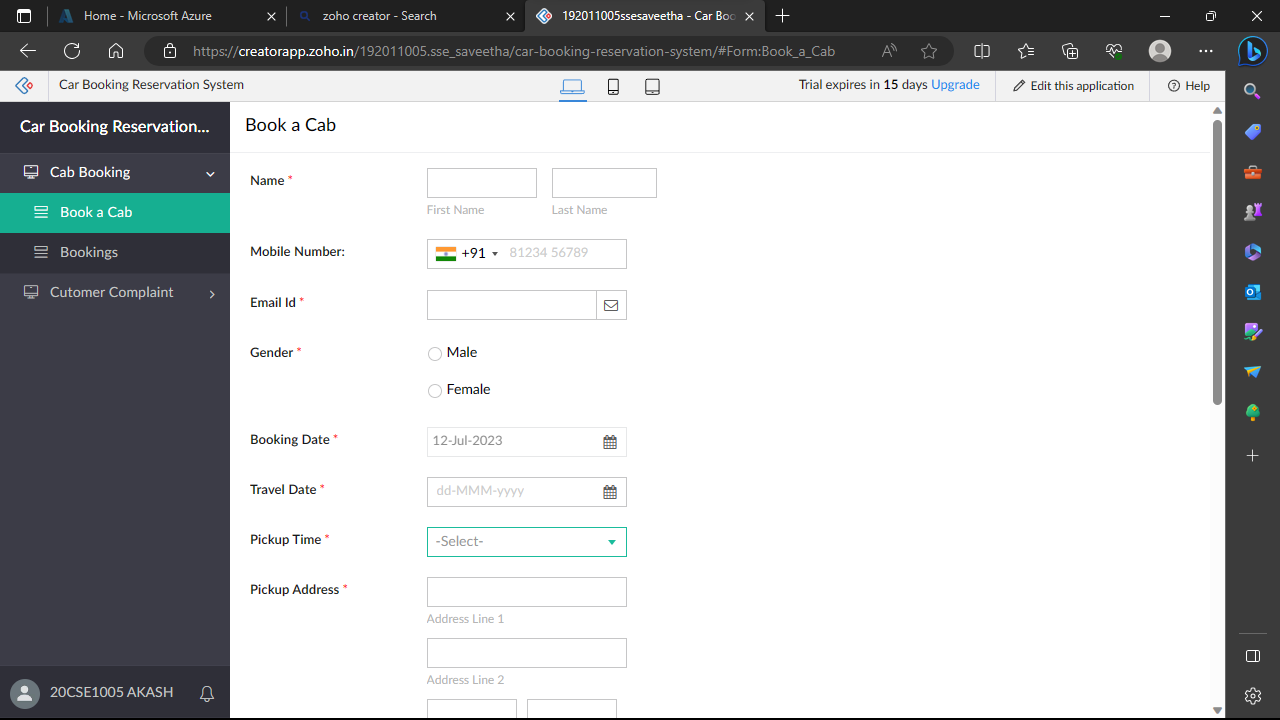 Home - Microsoft Azure
zoho creator - Search
192011005ssesaveetha - Car Boo
https://creatorapp.zoho.in/192011005.sse_saveetha/car-booking-reservation-system/#Form:Book_a_Cab
Car Booking Reservation System
Trial expires in 15 days Upgrade
Edit this application
Help
Car Booking Reservation...
Cab Booking
Book a Cab
Bookings
Cutomer Complaint
20CSE1005 AKASH
Book a Cab
Name *
First Name
Last Name
Mobile Number:
+91
81234 56789
Email Id *
Gender *
Male
Female
Booking Date *
12-Jul-2023
Travel Date *
dd-MMM-yyyy
Pickup Time *
-Select-
Pickup Address *
Address Line 1
Address Line 2